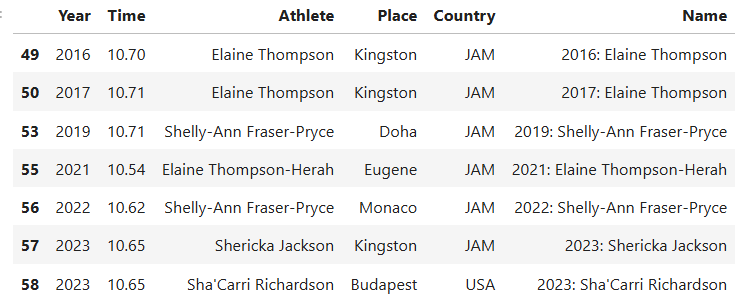 Year Time Athlete Place Country Name
49 2016 10.70 Elaine Thompson Kingston JAM 2016: Elaine Thompson
50 2017 10.71 Elaine Thompson Kingston JAM 2017: Elaine Thompson
53 2019 10.71 Shelly-Ann Fraser-Pryce Doha JAM 2019: Shelly-Ann Fraser-Pryce
55 2021 10.54 Elaine Thompson-Herah Eugene JAM 2021: Elaine Thompson-Herah
56 2022 10.62 Shelly-Ann Fraser-Pryce Monaco JAM 2022: Shelly-Ann Fraser-Pryce
57 2023 10.65 Shericka Jackson Kingston JAM 2023: Shericka Jackson
58 2023 10.65 Sha'Carri Richardson Budapest USA 2023: Sha'Carri Richardson